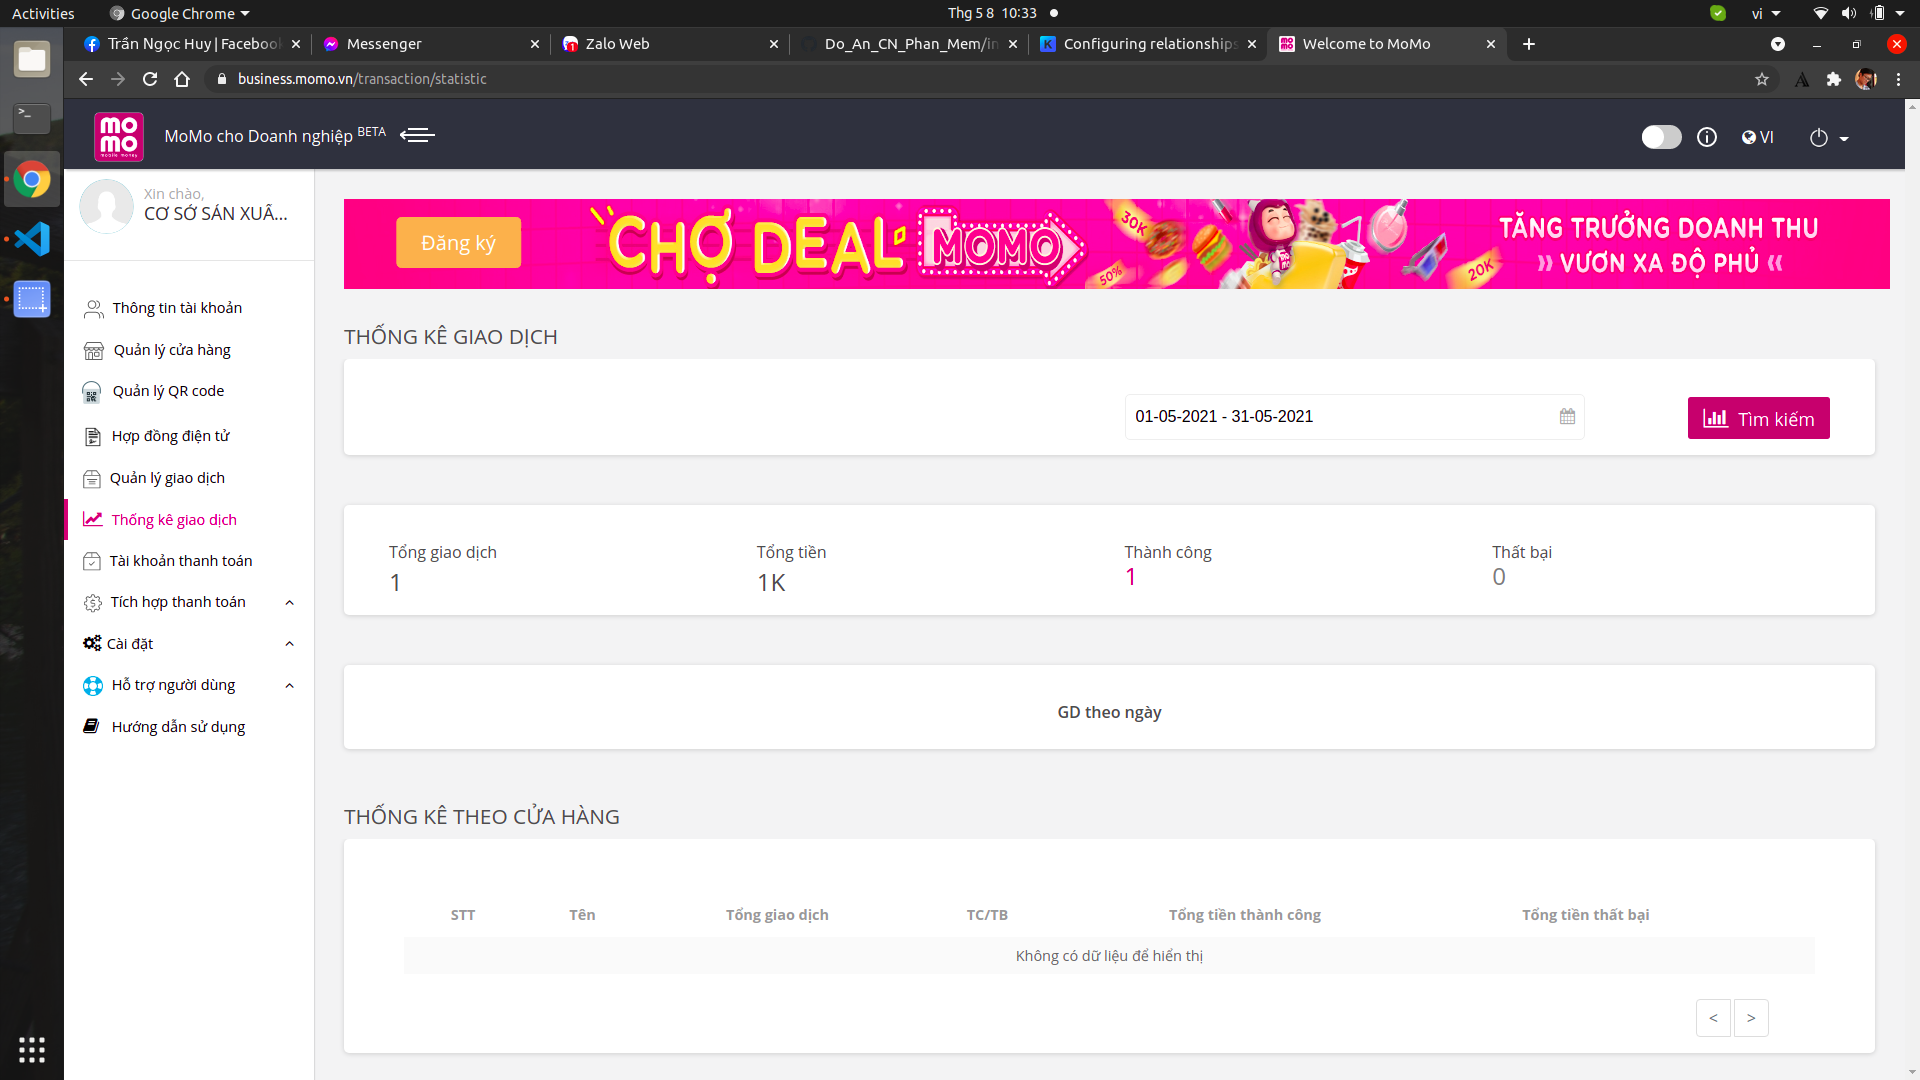 Activities
Google Chrome
Thg 5 8 10:33
vi
Trần Ngọc Huy | Facebook
Messenger
Zalo Web
Do_An_CN_Phan_Mem/in
Configuring relationships
Welcome to MoMo
business.momo.vn/transaction/statistic
mo
mo
MoMo cho Doanh nghiệp BETA
VI
Xin chào,
CƠ SỞ SẢN XUẤ...
Đăng ký
CHỢ DEAL MOMO
30K
50%
20K
TĂNG TRƯỞNG DOANH THU
VƯƠN XA ĐỘ PHỦ
Thông tin tài khoản
Quản lý cửa hàng
Quản lý QR code
Hợp đồng điện tử
Quản lý giao dịch
Thống kê giao dịch
Tài khoản thanh toán
Tích hợp thanh toán
Cài đặt
Hỗ trợ người dùng
Hướng dẫn sử dụng
THỐNG KÊ GIAO DỊCH
01-05-2021 - 31-05-2021
Tìm kiếm
Tổng giao dịch
1
Tổng tiền
1K
Thành công
1
Thất bại
0
GD theo ngày
THỐNG KÊ THEO CỬA HÀNG
STT Tên Tổng giao dịch TC/TB Tổng tiền thành công Tổng tiền thất bại
Không có dữ liệu để hiển thị
< >